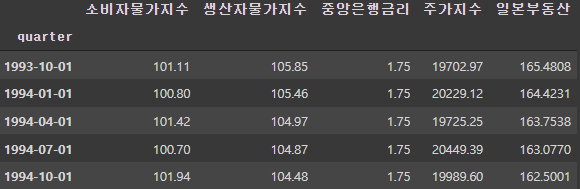 소비자물가지수 생산자물가지수 중앙은행금리 주가지수 일본부동산
quarter
1993-10-01 101.11 105.85 1.75 19702.97 165.4808
1994-01-01 100.80 105.46 1.75 20229.12 164.4231
1994-04-01 101.42 104.97 1.75 19725.25 163.7538
1994-07-01 100.70 104.87 1.75 20449.39 163.0770
1994-10-01 101.94 104.48 1.75 19989.60 162.5001